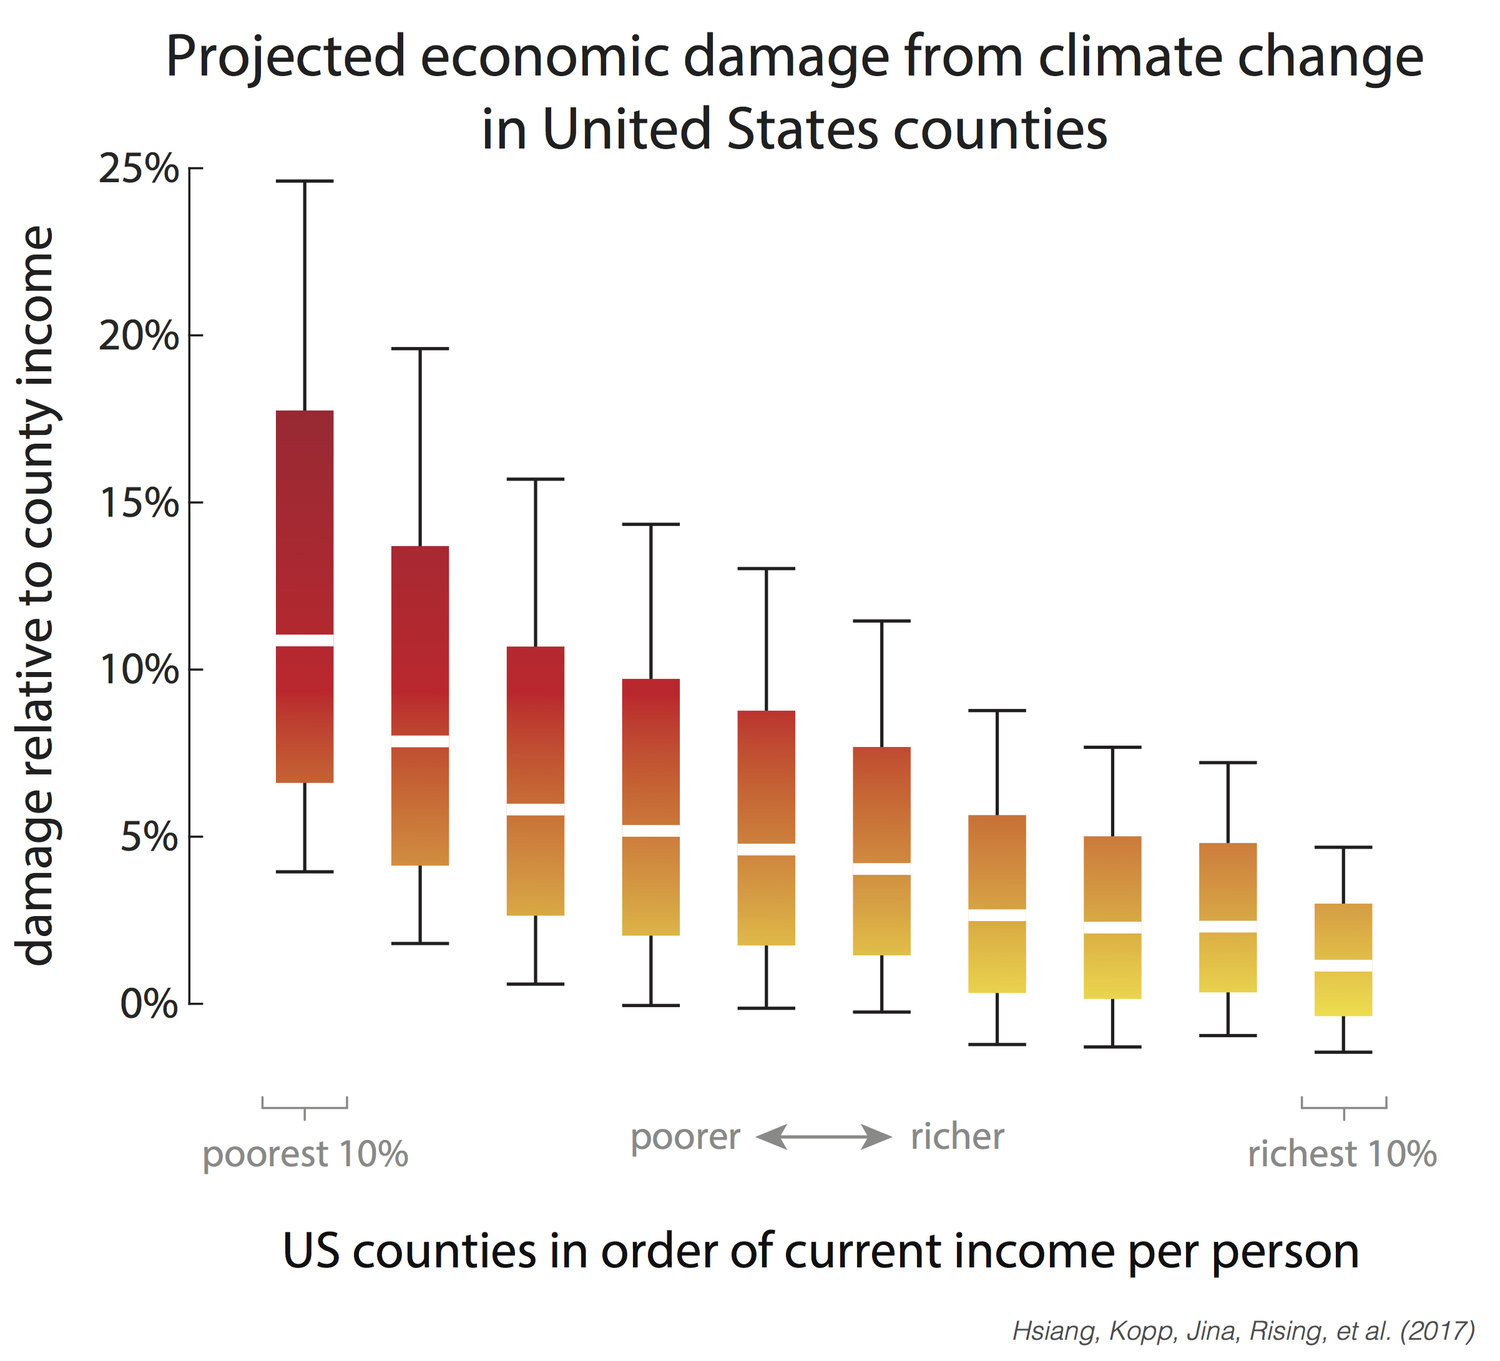 Projected economic damage from climate change
in United States counties
damage relative to county income
25%
20%
15%
10%
5%
0%
poorest 10%
poorer
richer
richest 10%
US counties in order of current income per person
Hsiang, Kopp, Jina, Rising, et al. (2017)